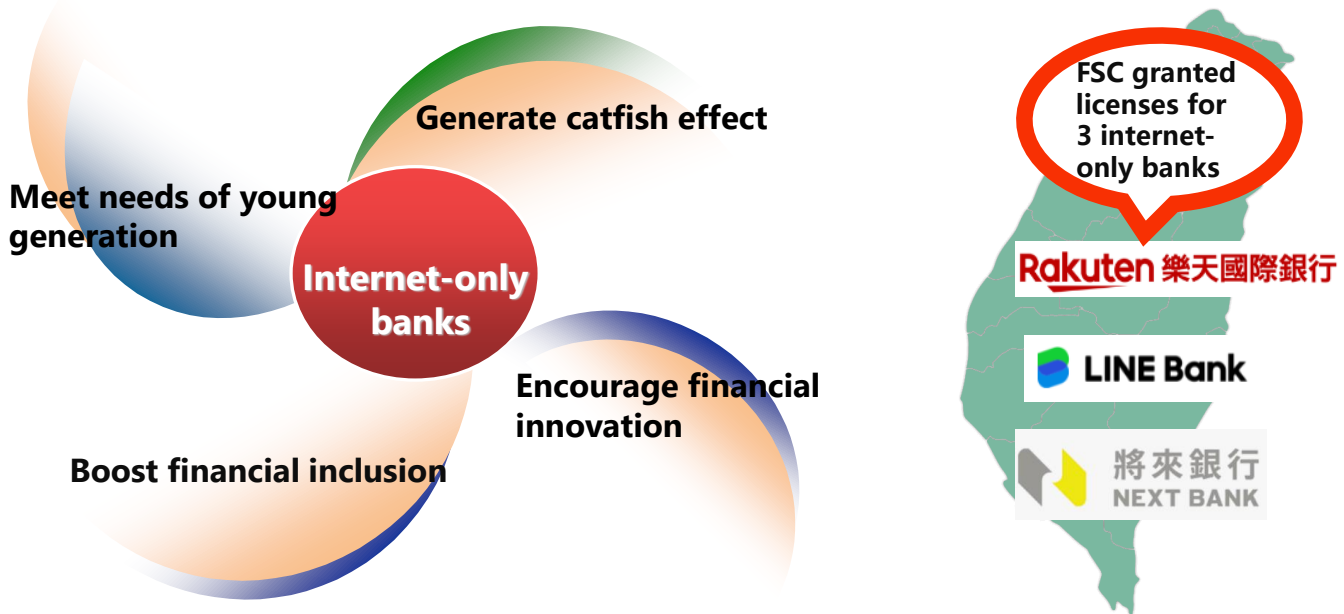 Generate catfish effect
Meet needs of young
generation
Internet-only
banks
Encourage financial
innovation
Boost financial inclusion
FSC granted
licenses for
3 internet-
only banks
Rakuten 樂天國際銀行
LINE Bank
將來銀行
NEXT BANK